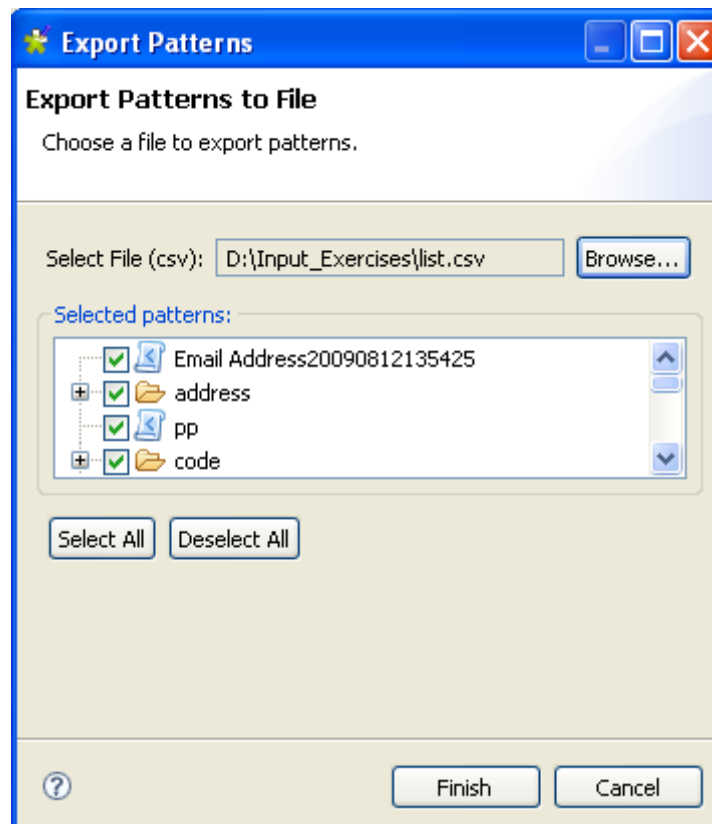 Export Patterns
Export Patterns to File
Choose a file to export patterns.
Select File (csv): D:\Input_Exercises\list.csv Browse...
Selected patterns:
Email Address20090812135425
address
pp
code
Select All Deselect All
? Finish Cancel